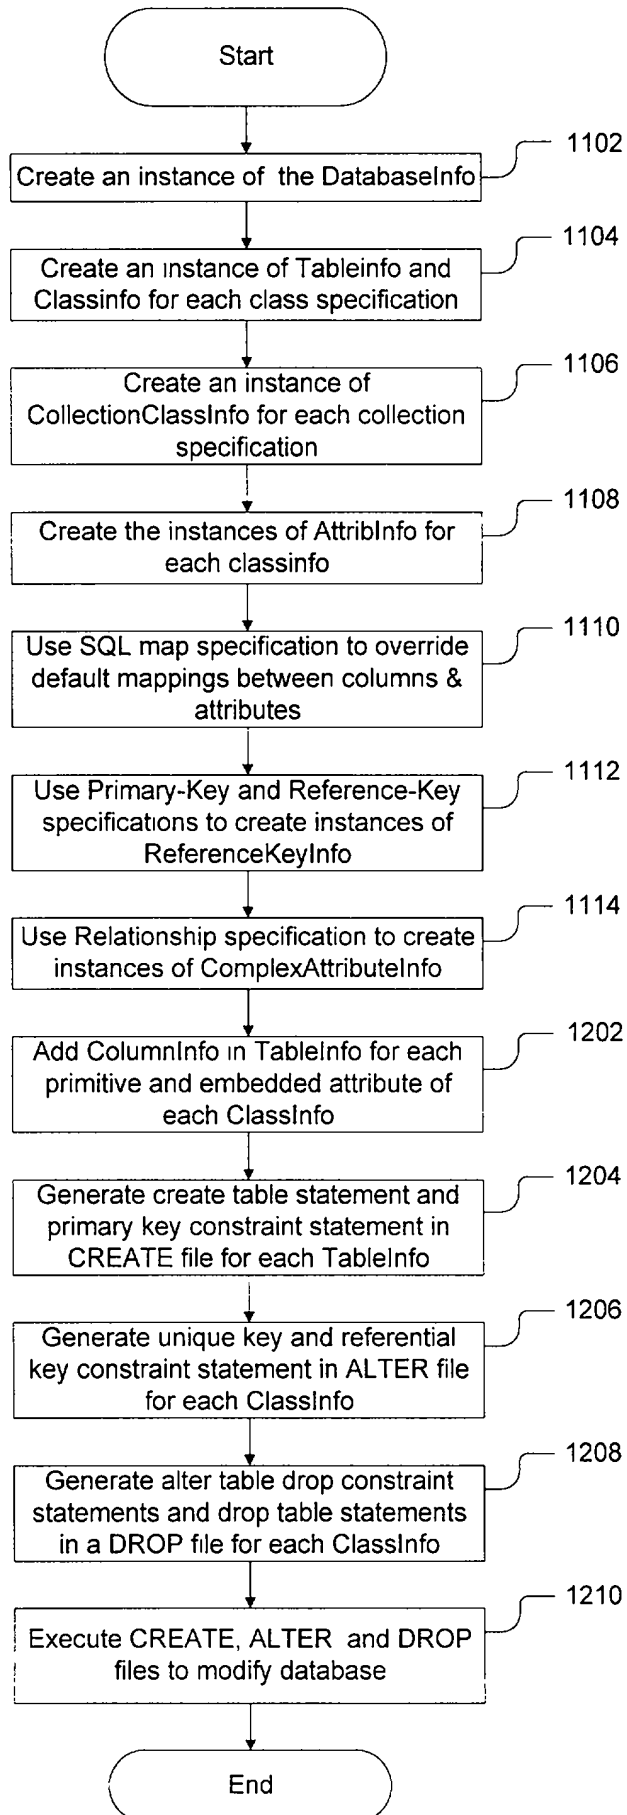 Start
1102
Create an instance of the DatabaseInfo
1104
Create an instance of Tableinfo and
Classinfo for each class specification
1106
Create an instance of
CollectionClassInfo for each collection
specification
1108
Create the instances of AttribInfo for
each classinfo
1110
Use SQL map specification to override
default mappings between columns &
attributes
1112
Use Primary-Key and Reference-Key
specifications to create instances of
ReferenceKeyInfo
1114
Use Relationship specification to create
instances of ComplexAttributeInfo
1202
Add ColumnInfo in TableInfo for each
primitive and embedded attribute of
each ClassInfo
1204
Generate create table statement and
primary key constraint statement in
CREATE file for each TableInfo
1206
Generate unique key and referential
key constraint statement in ALTER file
for each ClassInfo
1208
Generate alter table drop constraint
statements and drop table statements
in a DROP file for each ClassInfo
1210
Execute CREATE, ALTER and DROP
files to modify database
End